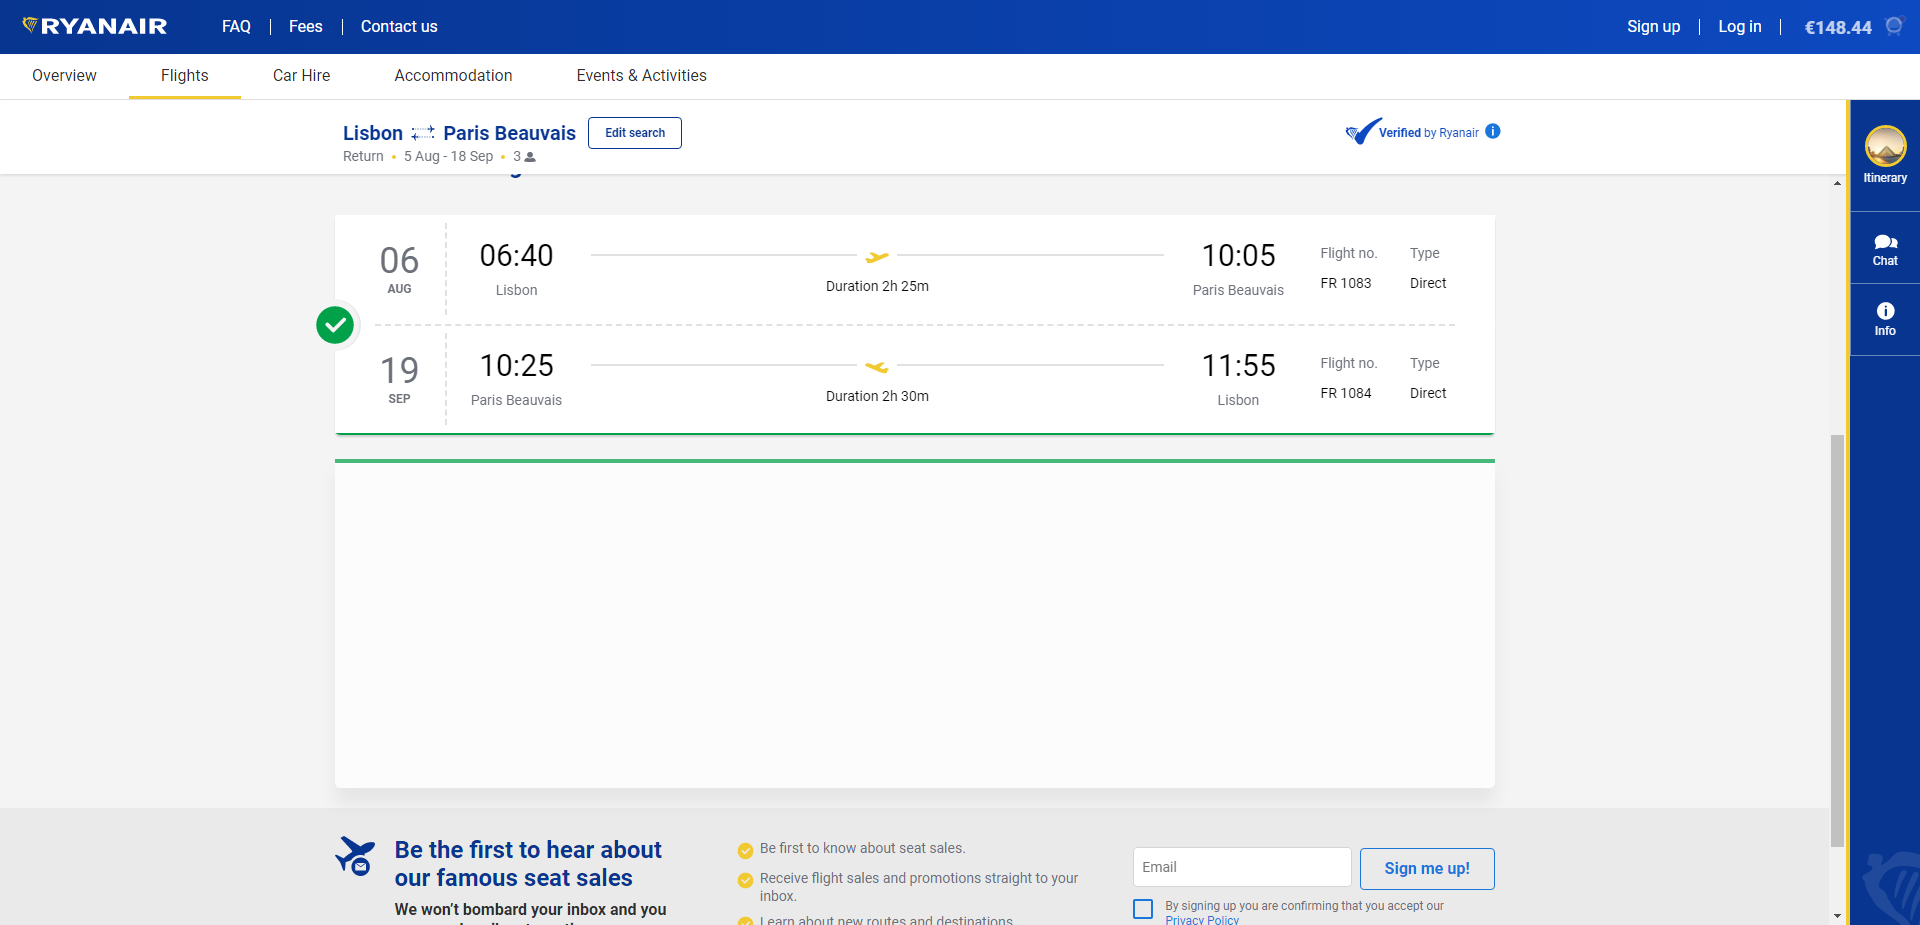 RYANAIR
FAQ
Fees
Contact us
Sign up
Log in
€148.44
Overview
Flights
Car Hire
Accommodation
Events & Activities
Lisbon Paris Beauvais
Edit search
Return • 5 Aug - 18 Sep • 3
Verified by Ryanair
Itinerary
Chat
Info
06
AUG
06:40
Lisbon
Duration 2h 25m
10:05
Paris Beauvais
Flight no.
FR 1083
Type
Direct
19
SEP
10:25
Paris Beauvais
Duration 2h 30m
11:55
Lisbon
Flight no.
FR 1084
Type
Direct
Be the first to hear about
our famous seat sales
We won’t bombard your inbox and you
Be first to know about seat sales.
Receive flight sales and promotions straight to your
inbox.
Learn about new routes and destinations
Email
Sign me up!
By signing up you are confirming that you accept our
Privacy Policy